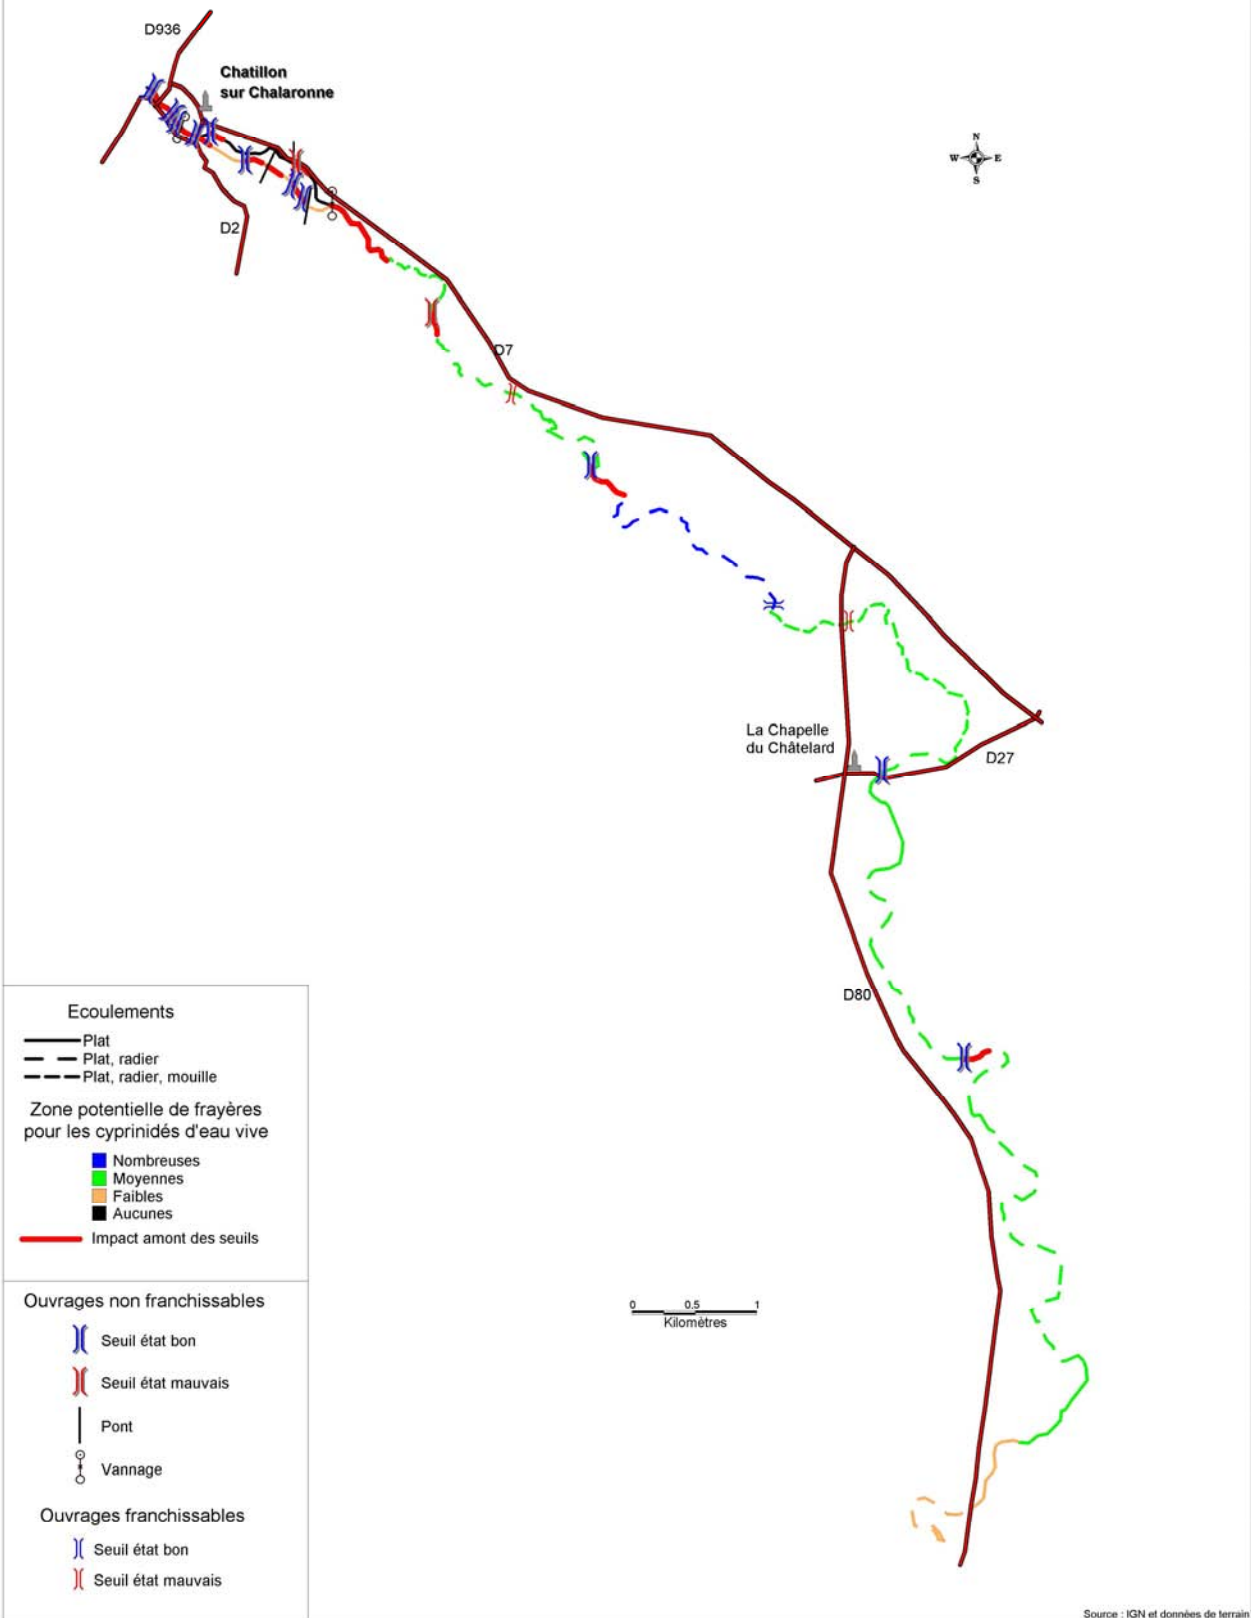 D936
Chatillon
sur Chalaronne
N
W E
S
D2
D7
La Chapelle
du Châtelard
D27
D80
Ecoulements
Plat
Plat, radier
Plat, radier, mouille
Zone potentielle de frayères
pour les cyprinidés d'eau vive
Nombreuses
Moyennes
Faibles
Aucunes
Impact amont des seuils
Ouvrages non franchissables
Seuil état bon
Seuil état mauvais
Pont
Vannage
Ouvrages franchissables
Seuil état bon
Seuil état mauvais
0 0.5 1
Kilomètres
Source : IGN et données de terrain